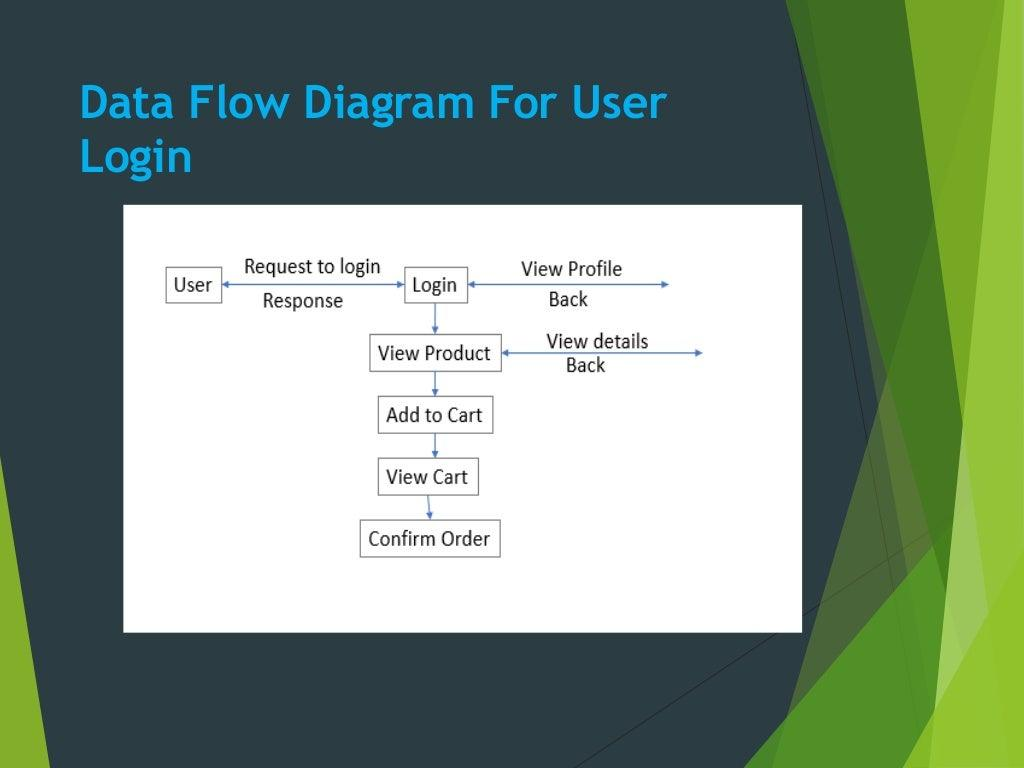 Data Flow Diagram For User
Login
Request to login
View Profile
User
Login
Response
Back
View details
View Product
Back
Add to Cart
View Cart
Confirm Order